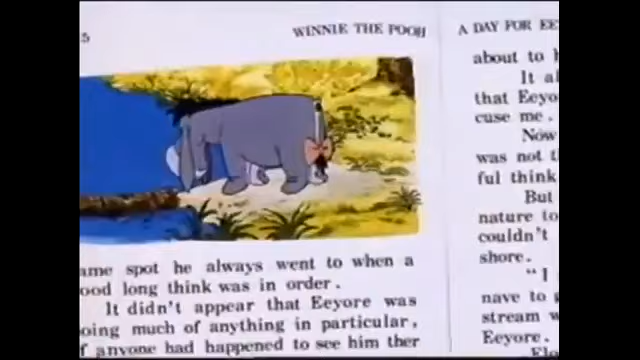 5
WINNIE THE POOH
ame spot he always went to when a
ood long think was in order.
It didn't appear that Eeyore was
oing much of anything in particular,
f anyone had happened to see him ther
A DAY FOR EE
about to
It a
that Eeyo
cuse me.
Now
was not t
ful think
But
nature to
couldn't
shore.
"I
nave to
stream w
Eeyore.